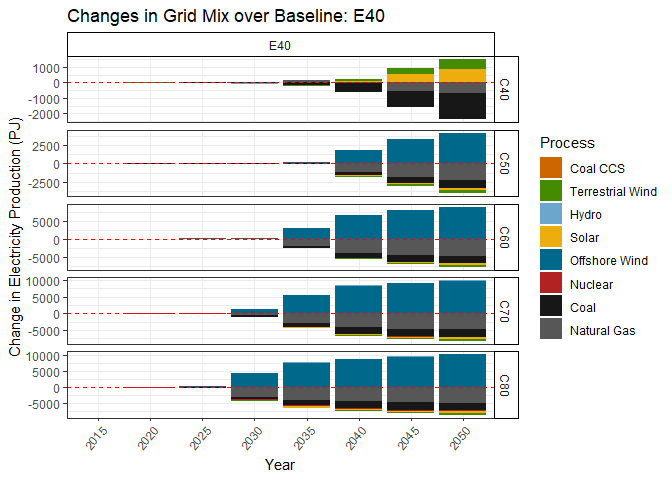 Changes in Grid Mix over Baseline: E40
E40
Change in Electricity Production (PJ)
1000
0
-1000
-2000
C40
2500
0
-2500
C50
5000
0
-5000
C60
10000
5000
0
-5000
C70
10000
5000
0
-5000
C80
2015
2020
2025
2030
2035
2040
2045
2050
Year
Process
Coal CCS
Terrestrial Wind
Hydro
Solar
Offshore Wind
Nuclear
Coal
Natural Gas